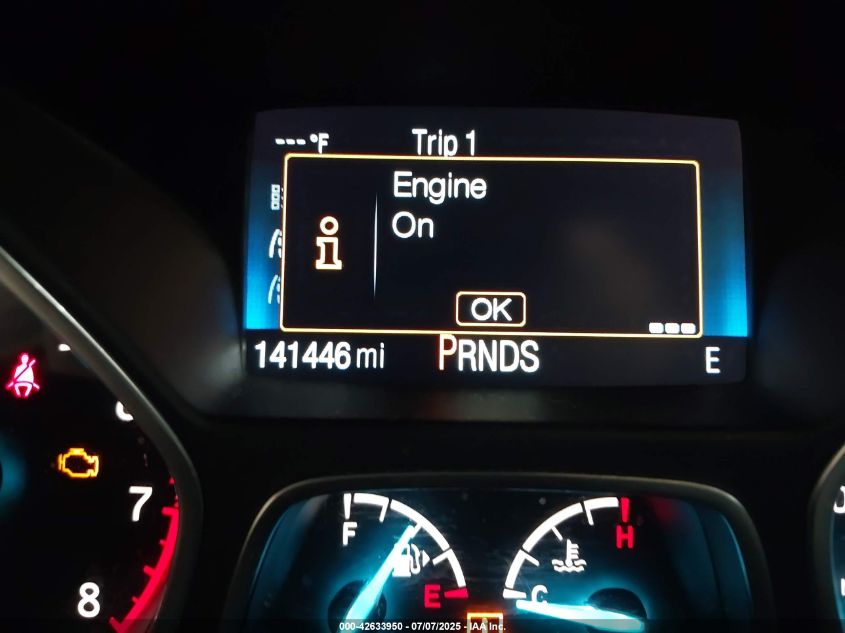 ---°F Trip 1
Engine
On
i
OK
141446 mi PRNDS E
7
8
F
E
H
C
000-42633950 - 07/07/2025 - IAA Inc.